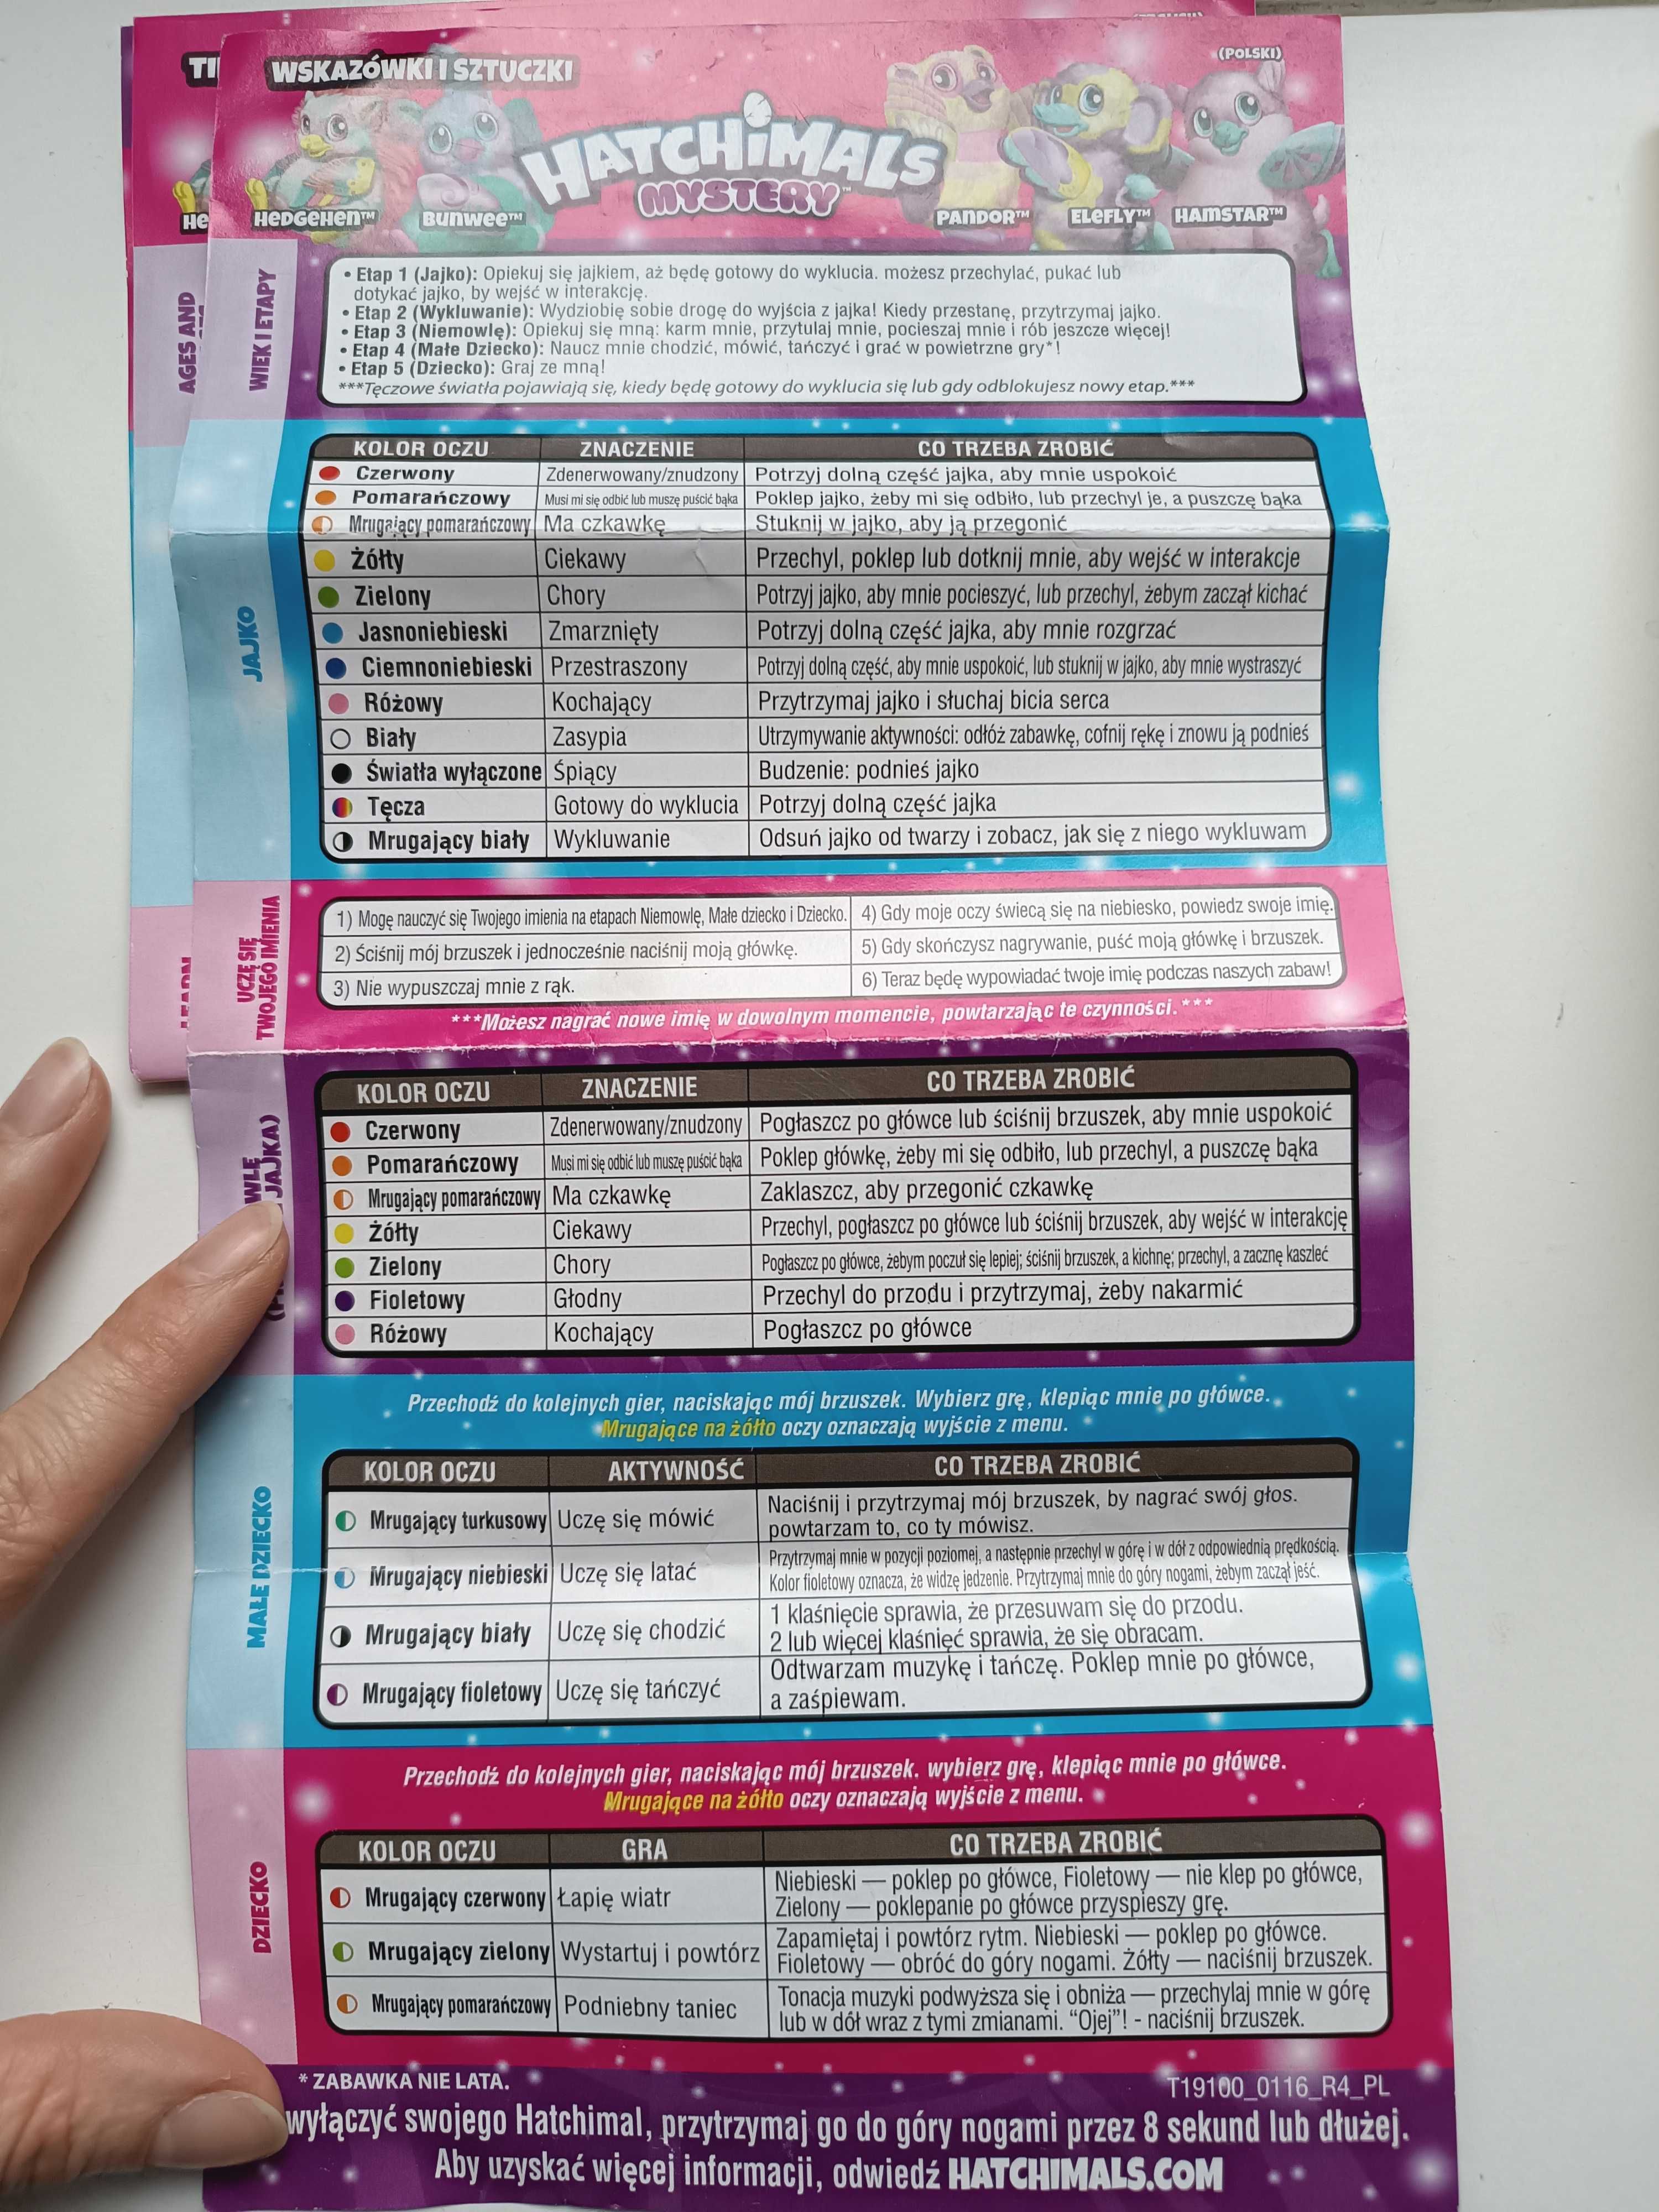 TI
WSKAZÓWKI I SZTUCZKI
(POLSKI)
HATCHiMALS
MYSTERY™
He
HeDGeHen™
Bunwee™
PanDor™
eLeFLY™
Hamstar™
AGES AND
WIEK I ETAPY
• Etap 1 (Jajko): Opiekuj się jajkiem, aż będę gotowy do wyklucia. możesz przechylać, pukać lub
dotykać jajko, by wejść w interakcję.
• Etap 2 (Wykluwanie): Wydziobię sobie drogę do wyjścia z jajka! Kiedy przestanę, przytrzymaj jajko.
• Etap 3 (Niemowlę): Opiekuj się mną: karm mnie, przytulaj mnie, pocieszaj mnie i rób jeszcze więcej!
• Etap 4 (Małe Dziecko): Naucz mnie chodzić, mówić, tańczyć i grać w powietrzne gry*!
• Etap 5 (Dziecko): Graj ze mną!
***Tęczowe światła pojawiają się, kiedy będę gotowy do wyklucia się lub gdy odblokujesz nowy etap.***
JAJKO
KOLOR OCZU ZNACZENIE CO TRZEBA ZROBIĆ
Czerwony Zdenerwowany/znudzony Potrzyj dolną część jajka, aby mnie uspokoić
Pomarańczowy Musi mi się odbić lub muszę puścić bąka Poklep jajko, żeby mi się odbiło, lub przechyl je, a puszczę bąka
Mrugający pomarańczowy Ma czkawkę Stuknij w jajko, aby ją przegonić
Żółty Ciekawy Przechyl, poklep lub dotknij mnie, aby wejść w interakcje
Zielony Chory Potrzyj jajko, aby mnie pocieszyć, lub przechyl, żebym zaczął kichać
Jasnoniebieski Zmarznięty Potrzyj dolną część jajka, aby mnie rozgrzać
Ciemnoniebieski Przestraszony Potrzyj dolną część, aby mnie uspokoić, lub stuknij w jajko, aby mnie wystraszyć
Różowy Kochający Przytrzymaj jajko i słuchaj bicia serca
Biały Zasypia Utrzymywanie aktywności: odłóż zabawkę, cofnij rękę i znowu ją podnieś
Światła wyłączone Śpiący Budzenie: podnieś jajko
Tęcza Gotowy do wyklucia Potrzyj dolną część jajka
Mrugający biały Wykluwanie Odsuń jajko od twarzy i zobacz, jak się z niego wykluwam
UCZĘ SIĘ
TWOJEGO IMIENIA
1) Mogę nauczyć się Twojego imienia na etapach Niemowlę, Małe dziecko i Dziecko. 4) Gdy moje oczy świecą się na niebiesko, powiedz swoje imię.
2) Ściśnij mój brzuszek i jednocześnie naciśnij moją główkę. 5) Gdy skończysz nagrywanie, puść moją główkę i brzuszek.
3) Nie wypuszczaj mnie z rąk. 6) Teraz będę wypowiadać twoje imię podczas naszych zabaw!
***Możesz nagrać nowe imię w dowolnym momencie, powtarzając te czynności.***
WLĘ
JAJKA)
KOLOR OCZU ZNACZENIE CO TRZEBA ZROBIĆ
Czerwony Zdenerwowany/znudzony Pogłaszcz po główce lub ściśnij brzuszek, aby mnie uspokoić
Pomarańczowy Musi mi się odbić lub muszę puścić bąka Poklep główkę, żeby mi się odbiło, lub przechyl, a puszczę bąka
Mrugający pomarańczowy Ma czkawkę Zaklaszcz, aby przegonić czkawkę
Żółty Ciekawy Przechyl, pogłaszcz po główce lub ściśnij brzuszek, aby wejść w interakcję
Zielony Chory Pogłaszcz po główce, żebym poczuł się lepiej; ściśnij brzuszek, a kichnę; przechyl, a zacznę kaszleć
Fioletowy Głodny Przechyl do przodu i przytrzymaj, żeby nakarmić
Różowy Kochający Pogłaszcz po główce
MAŁE DZIECKO
Przechodź do kolejnych gier, naciskając mój brzuszek. Wybierz grę, klepiąc mnie po główce.
Mrugające na żółto oczy oznaczają wyjście z menu.
KOLOR OCZU AKTYWNOŚĆ CO TRZEBA ZROBIĆ
Mrugający turkusowy Uczę się mówić Naciśnij i przytrzymaj mój brzuszek, by nagrać swój głos.
powtarzam to, co ty mówisz.
Mrugający niebieski Uczę się latać Przytrzymaj mnie w pozycji poziomej, a następnie przechyl w górę i w dół z odpowiednią prędkością.
Kolor fioletowy oznacza, że widzę jedzenie. Przytrzymaj mnie do góry nogami, żebym zaczął jeść.
Mrugający biały Uczę się chodzić 1 klaśnięcie sprawia, że przesuwam się do przodu.
2 lub więcej klaśnięć sprawia, że się obracam.
Mrugający fioletowy Uczę się tańczyć Odtwarzam muzykę i tańczę. Poklep mnie po główce,
a zaśpiewam.
DZIECKO
Przechodź do kolejnych gier, naciskając mój brzuszek. wybierz grę, klepiąc mnie po główce.
Mrugające na żółto oczy oznaczają wyjście z menu.
KOLOR OCZU GRA CO TRZEBA ZROBIĆ
Mrugający czerwony Łapię wiatr Niebieski — poklep po główce, Fioletowy — nie klep po główce,
Zielony — poklepanie po główce przyspieszy grę.
Mrugający zielony Wystartuj i powtórz Zapamiętaj i powtórz rytm. Niebieski — poklep po główce.
Fioletowy — obróć do góry nogami. Żółty — naciśnij brzuszek.
Mrugający pomarańczowy Podniebny taniec Tonacja muzyki podwyższa się i obniża — przechylaj mnie w górę
lub w dół wraz z tymi zmianami. “Ojej”! - naciśnij brzuszek.
* ZABAWKA NIE LATA.
T19100_0116_R4_PL
wyłączyć swojego Hatchimal, przytrzymaj go do góry nogami przez 8 sekund lub dłużej.
Aby uzyskać więcej informacji, odwiedź HATCHIMALS.COM